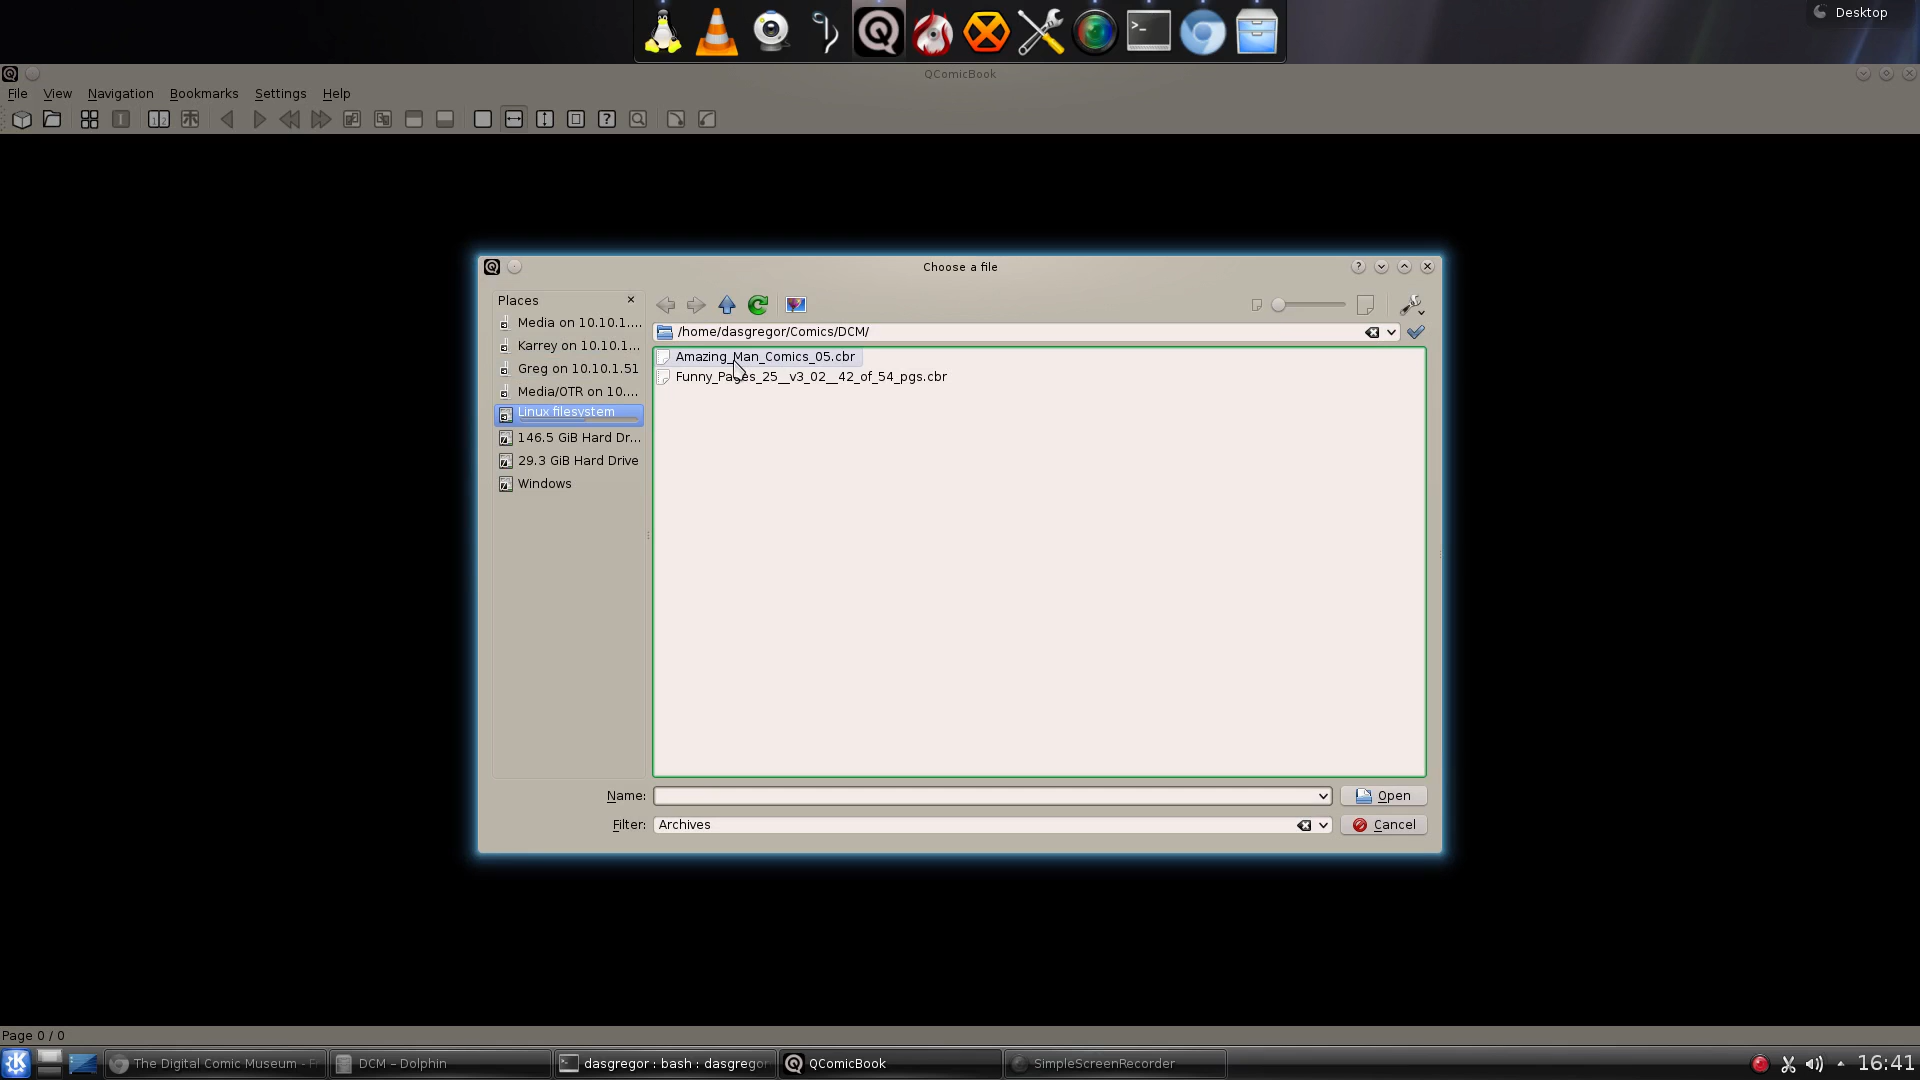 Desktop
QComicBook
File View Navigation Bookmarks Settings Help
Choose a file
Places
/home/dasgregor/Comics/DCM/
Media on 10.10.1....
Karrey on 10.10.1...
Greg on 10.10.1.51
Media/OTR on 10....
Linux filesystem
146.5 GiB Hard Dr...
29.3 GiB Hard Drive
Windows
Amazing_Man_Comics_05.cbr
Funny_Pages_25__v3_02__42_of_54_pgs.cbr
Name:
Open
Filter: Archives
Cancel
Page 0 / 0
The Digital Comic Museum - F
DCM – Dolphin
dasgregor : bash : dasgregor
QComicBook
SimpleScreenRecorder
16:41